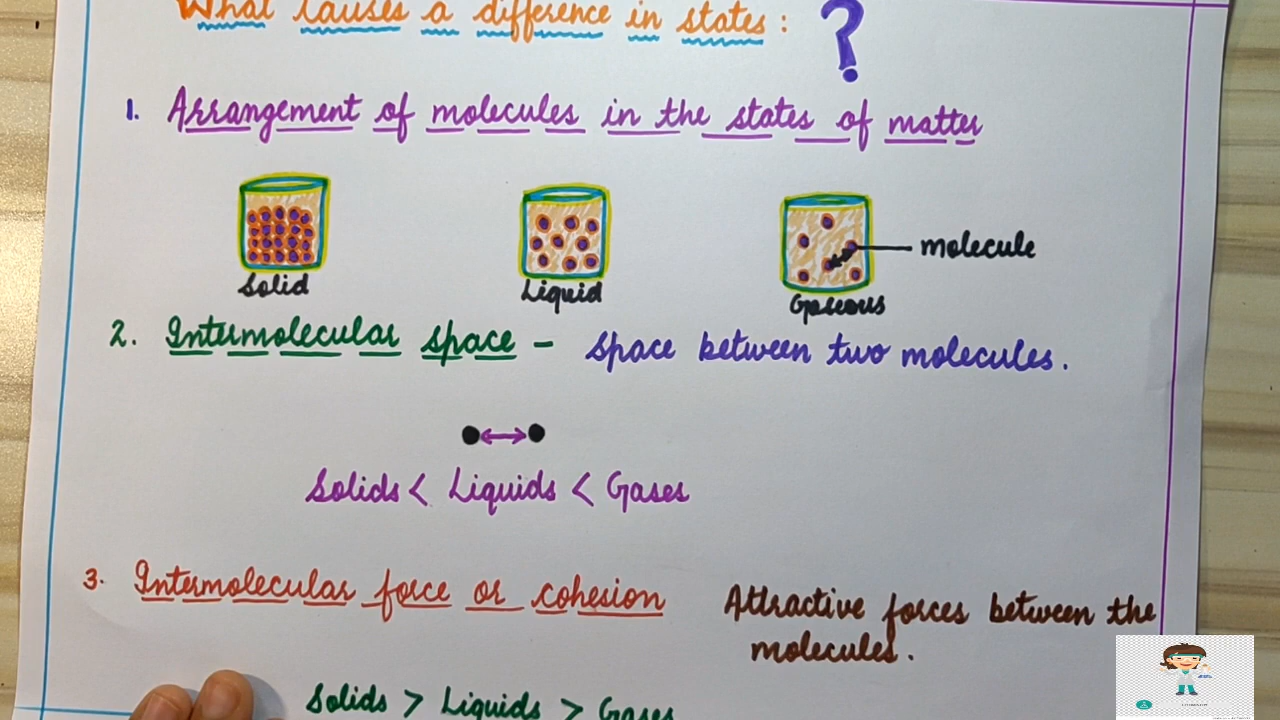 What causes a difference in states : ?
1. Arrangement of molecules in the states of matter
Solid
Liquid
Gaseous
molecule
2. Intermolecular space - space between two molecules.
Solids < Liquids < Gases
3. Intermolecular force or cohesion
Attractive forces between the
molecules.
Solids > Liquids > Gases